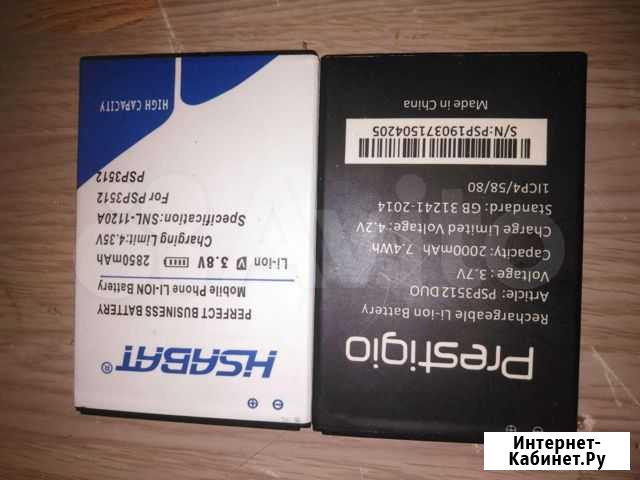 HSABAT®
PERFECT BUSINESS BATTERY
Mobile Phone LI-ION Battery
Li-ion V 3.8V 2850mAh
Charging Limit:4.35V
Specification:SNL-1120A
For PSP3512
PSP3512
HIGH CAPACITY
Prestigio
Rechargeable Li-ion Battery
Article: PSP3512 DUO
Voltage: 3.7V
Capacity: 2000mAh 7.4Wh
Charge Limited Voltage: 4.2V
Standard: GB 31241-2014
1ICP4/58/80
S/N:PSP190371504205
Made in China
Avito
Интернет-
Кабинет.Ру